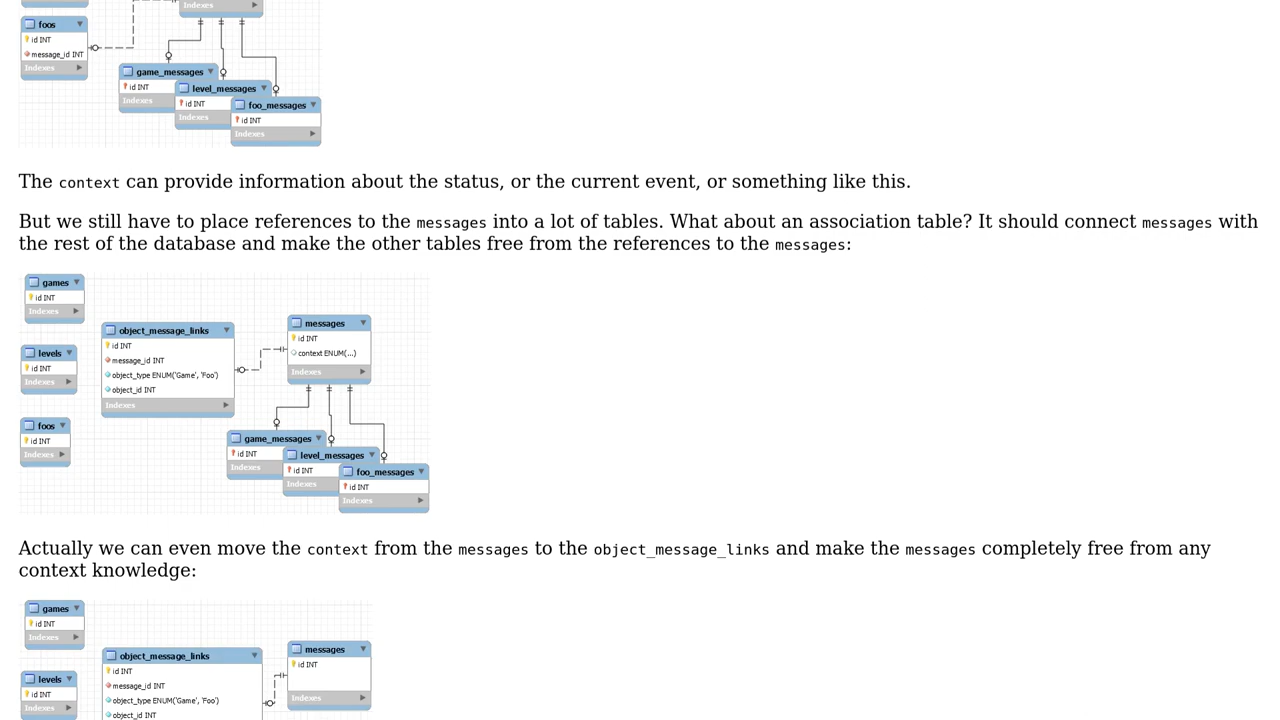 Indexes
foos
id INT
message_id INT
Indexes
game_messages
id INT
Indexes
level_messages
id INT
Indexes
foo_messages
id INT
Indexes
The context can provide information about the status, or the current event, or something like this.
But we still have to place references to the messages into a lot of tables. What about an association table? It should connect messages with
the rest of the database and make the other tables free from the references to the messages:
games
id INT
Indexes
levels
id INT
Indexes
foos
id INT
Indexes
object_message_links
id INT
message_id INT
object_type ENUM('Game', 'Foo')
object_id INT
Indexes
messages
id INT
context ENUM(...)
Indexes
game_messages
id INT
Indexes
level_messages
id INT
Indexes
foo_messages
id INT
Indexes
Actually we can even move the context from the messages to the object_message_links and make the messages completely free from any
context knowledge:
games
id INT
Indexes
levels
id INT
Indexes
object_message_links
id INT
message_id INT
object_type ENUM('Game', 'Foo')
object_id INT
messages
id INT
Indexes